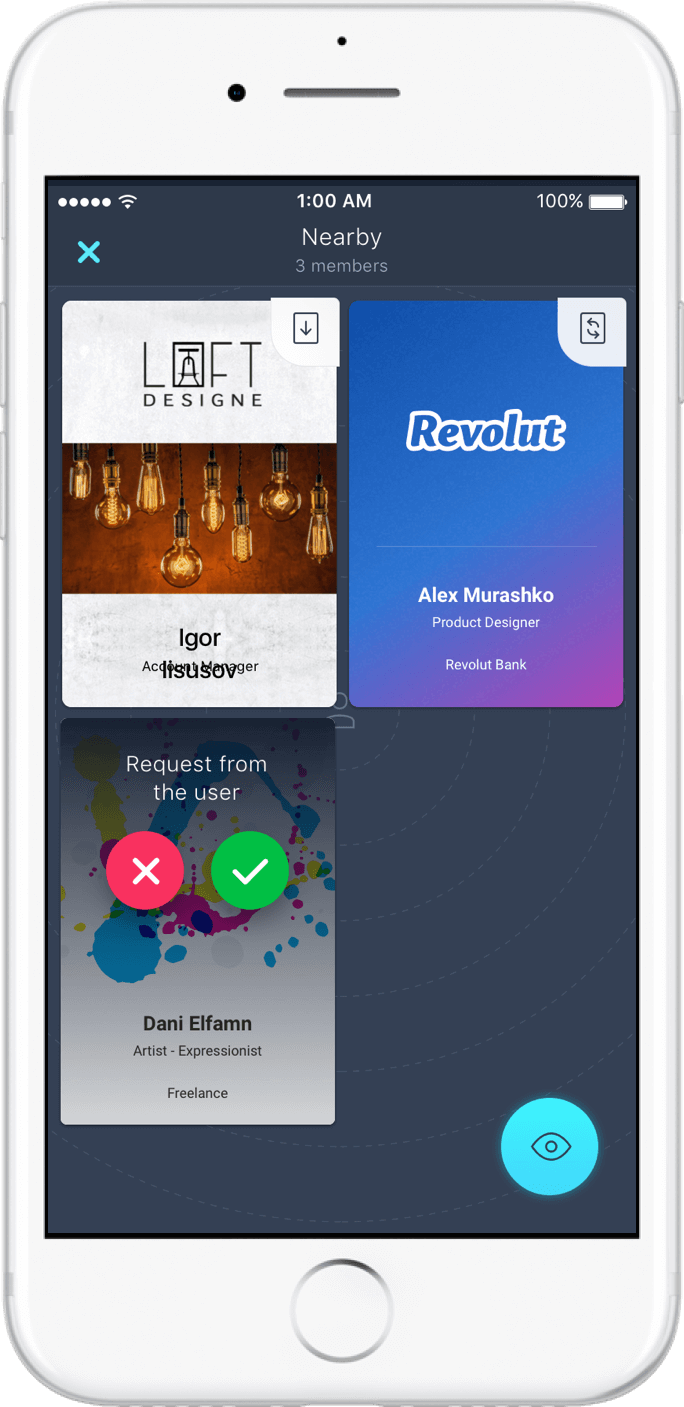 1:00 AM
100%
Nearby
3 members
LOFT
DESIGNE
Revolut
Igor
Iisusov
Account Manager
Alex Murashko
Product Designer
Revolut Bank
Request from
the user
Dani Elfamn
Artist - Expressionist
Freelance